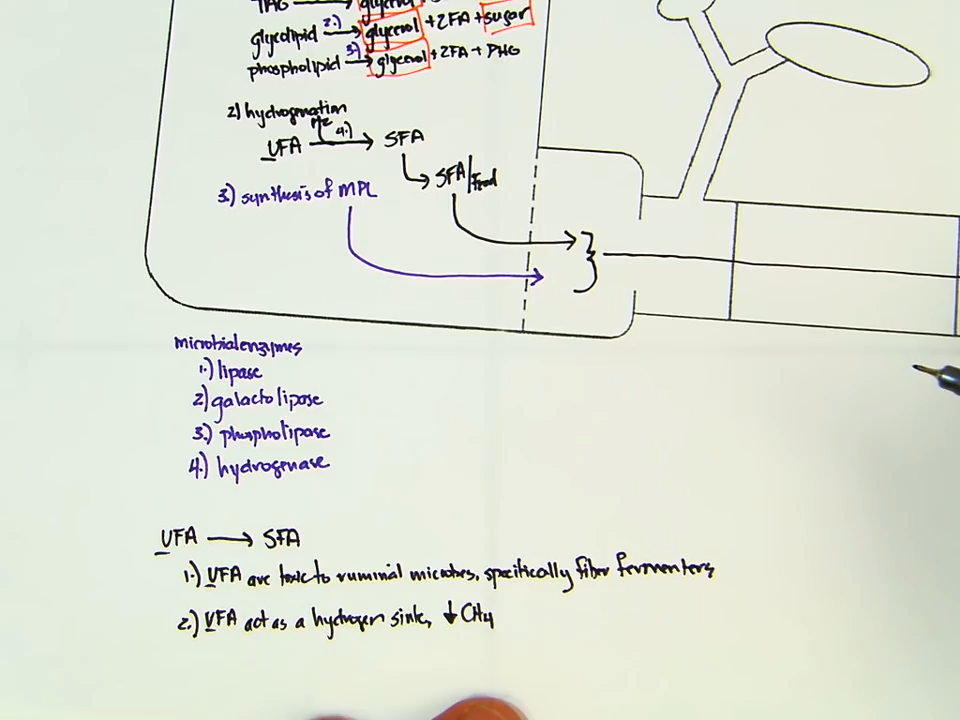 glycolipid 2.) → glycerol + 2FA + sugar
phospholipid 3.) → glycerol + 2FA + PHG
2) hydrogenation
H2 4.)
UFA → SFA
SFA/Feed
3.) synthesis of MPL
microbial enzymes
1.) lipase
2) galactolipase
3.) phospholipase
4.) hydrogenase
UFA → SFA
1.) UFA are toxic to ruminal microbes, specifically fiber fermenters
2.) UFA act as a hydrogen sink, ↓ CH4